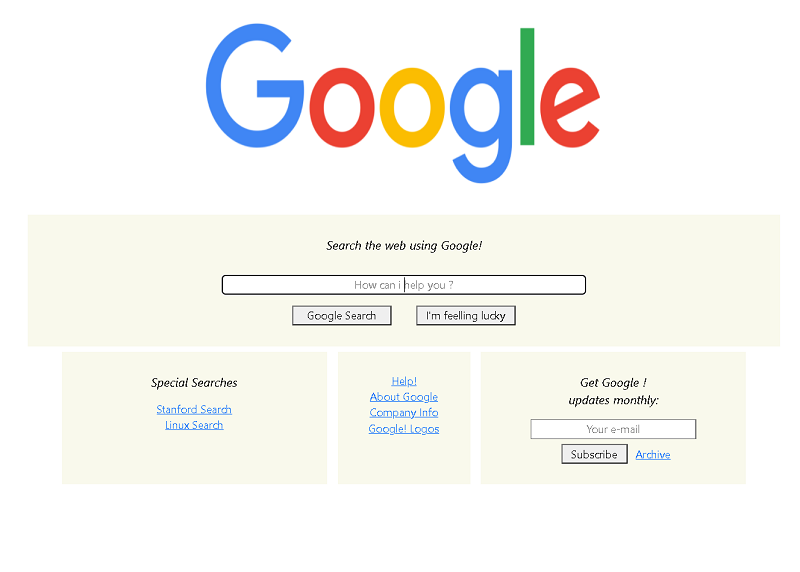 Google
Search the web using Google!
How can i help you ?
Google Search
I'm feelling lucky
Special Searches
Stanford Search
Linux Search
Help!
About Google
Company Info
Google! Logos
Get Google !
updates monthly:
Your e-mail
Subscribe
Archive